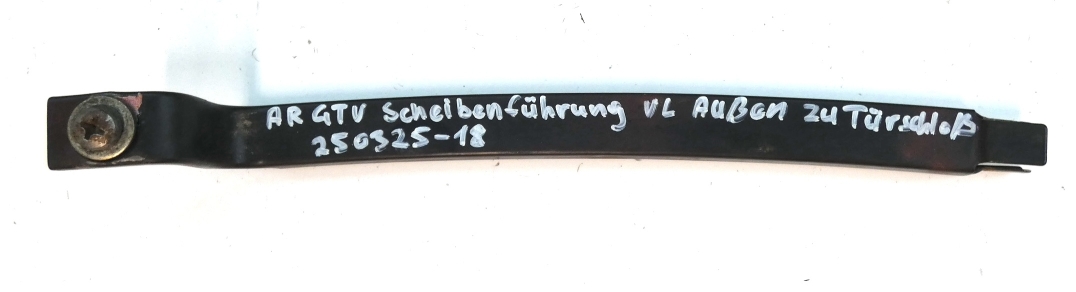 AR GTV Scheibenführung VL Außen zu Türschloß
250325-18